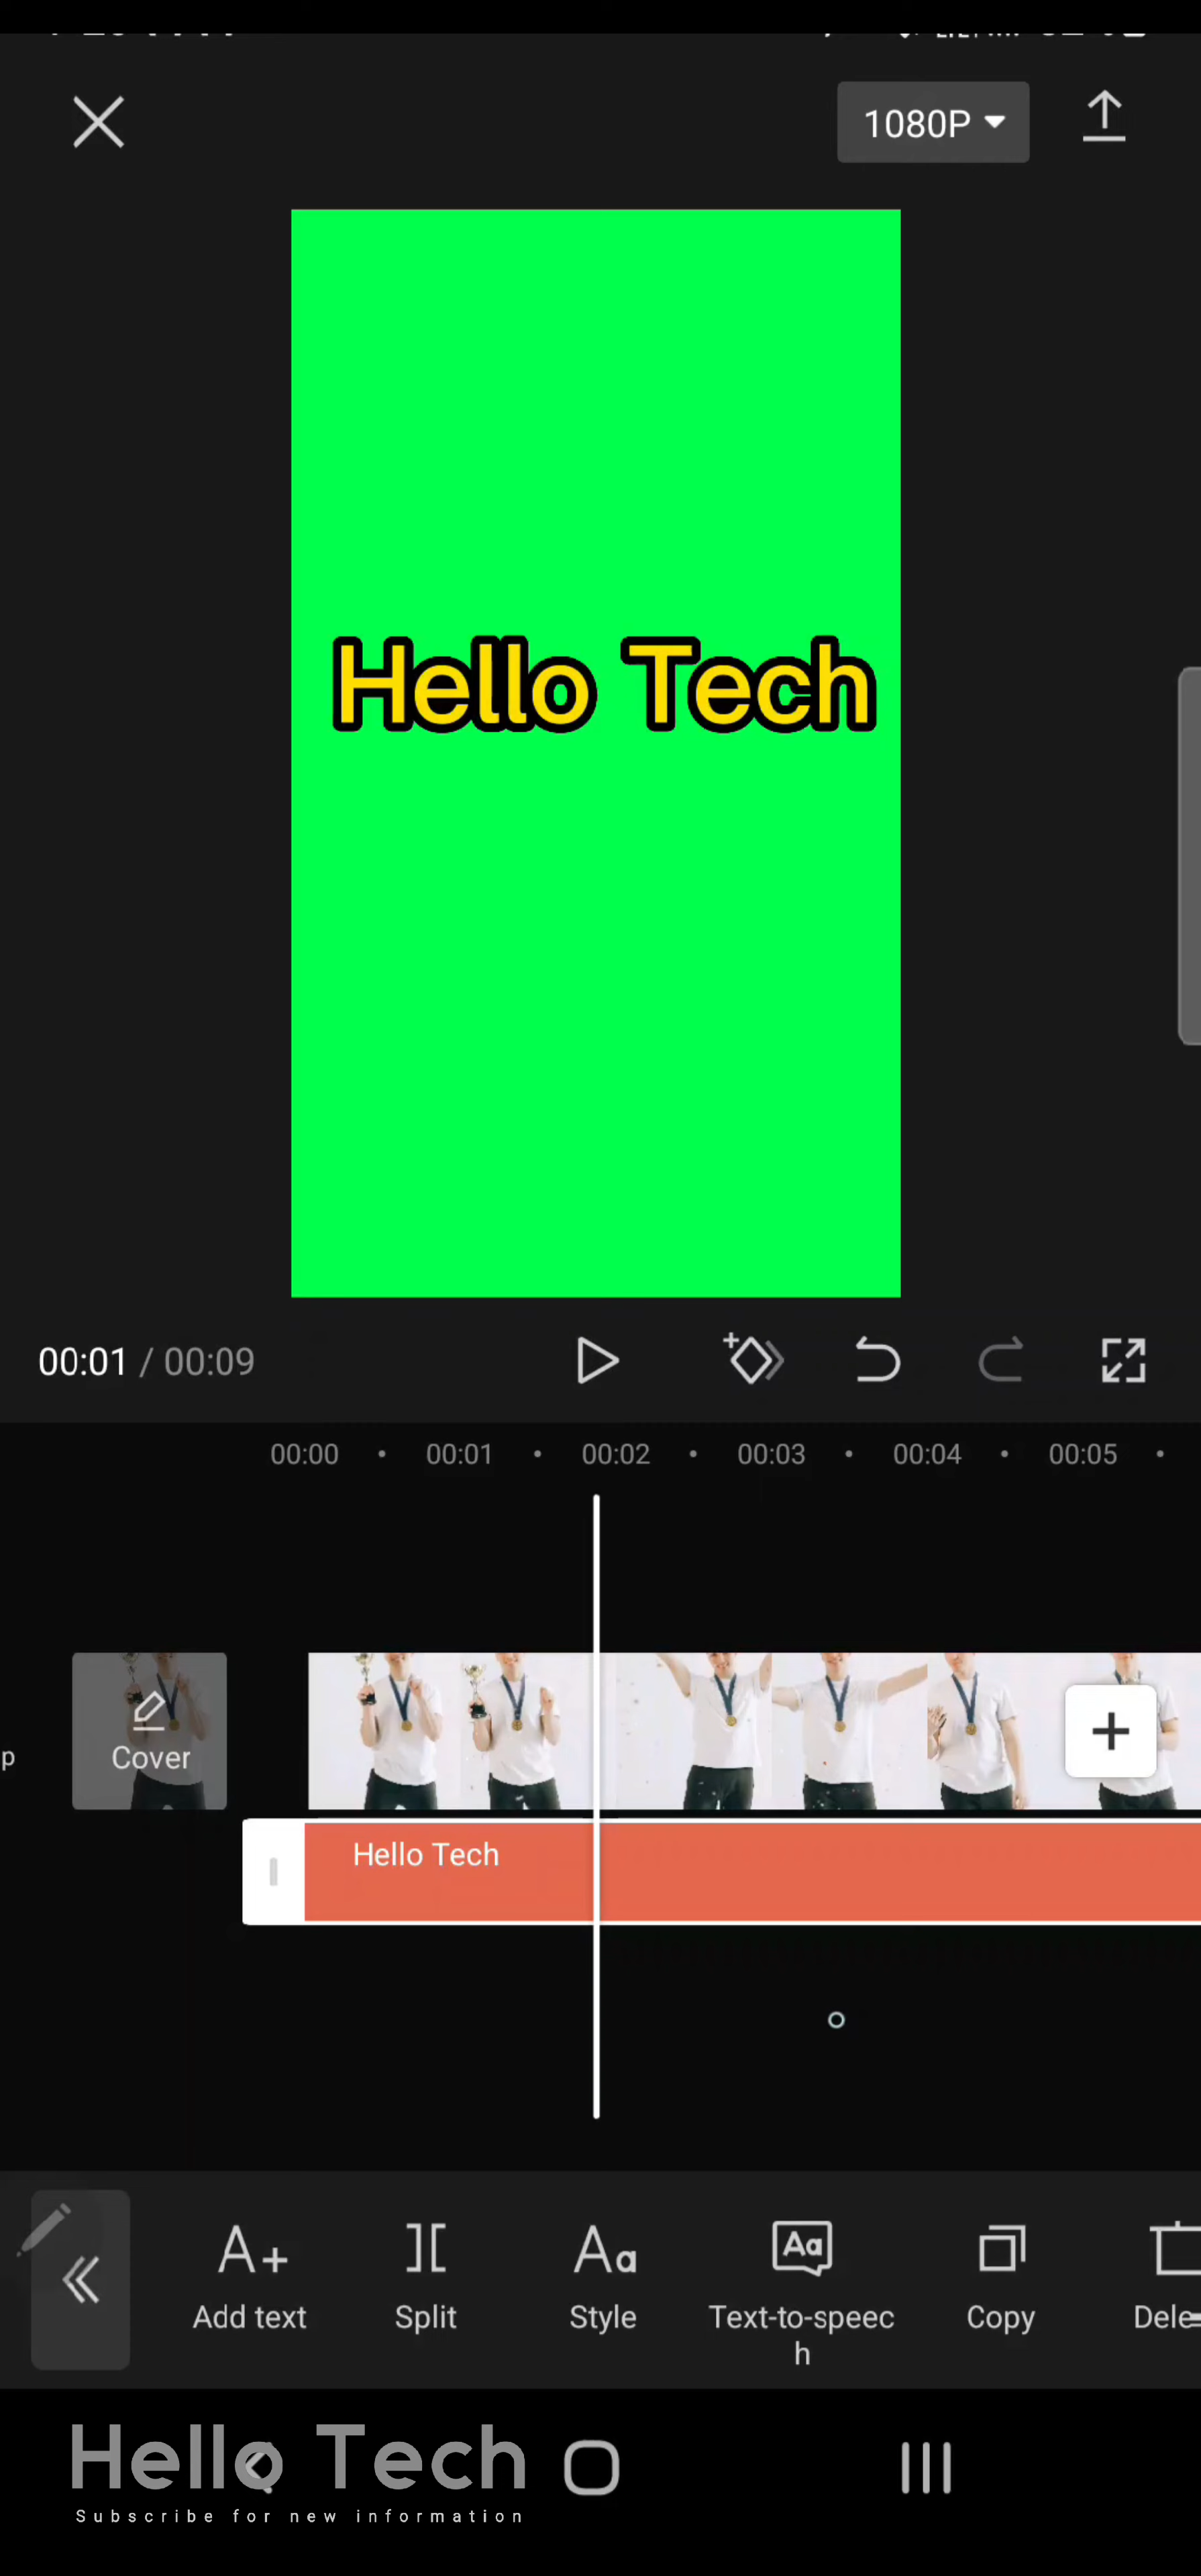 1080P
Hello Tech
00:01 / 00:09
00:00 00:01 00:02 00:03 00:04 00:05
Cover
p
Hello Tech
Add text
Split
Style
Text-to-speec
h
Copy
Dele
Hello Tech
Subscribe for new information